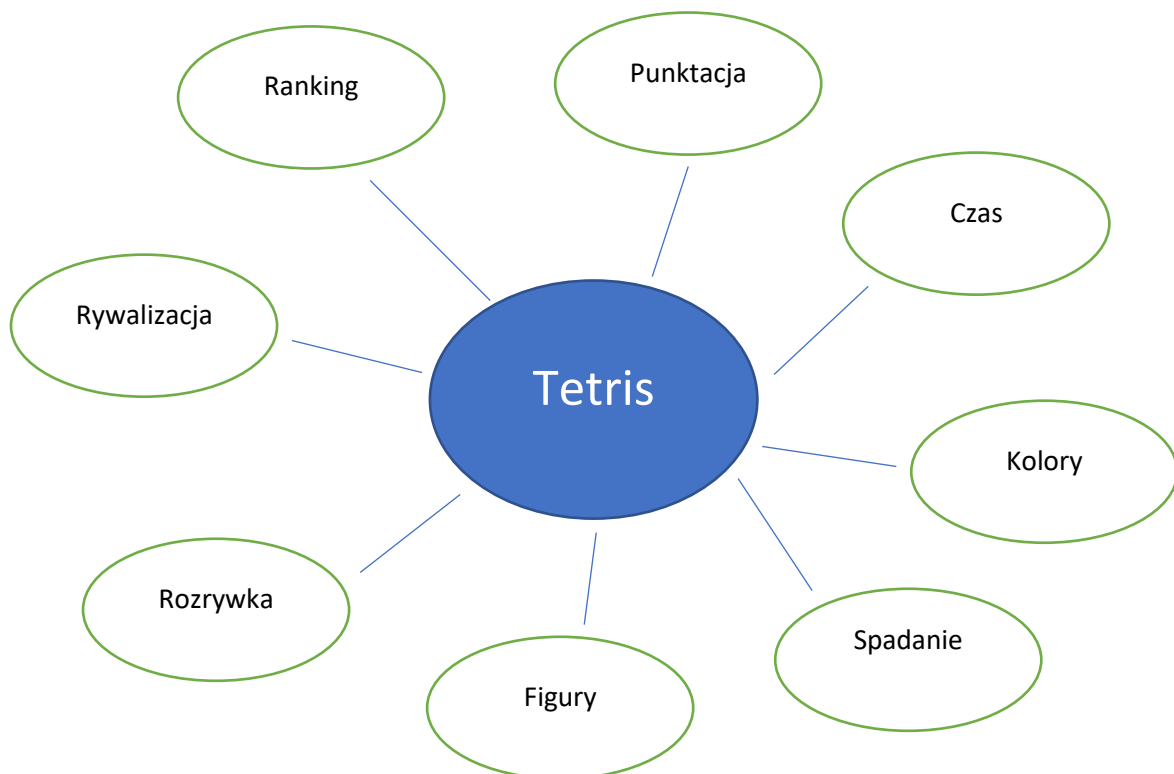 Ranking
Punktacja
Czas
Rywalizacja
Tetris
Kolory
Rozrywka
Spadanie
Figury